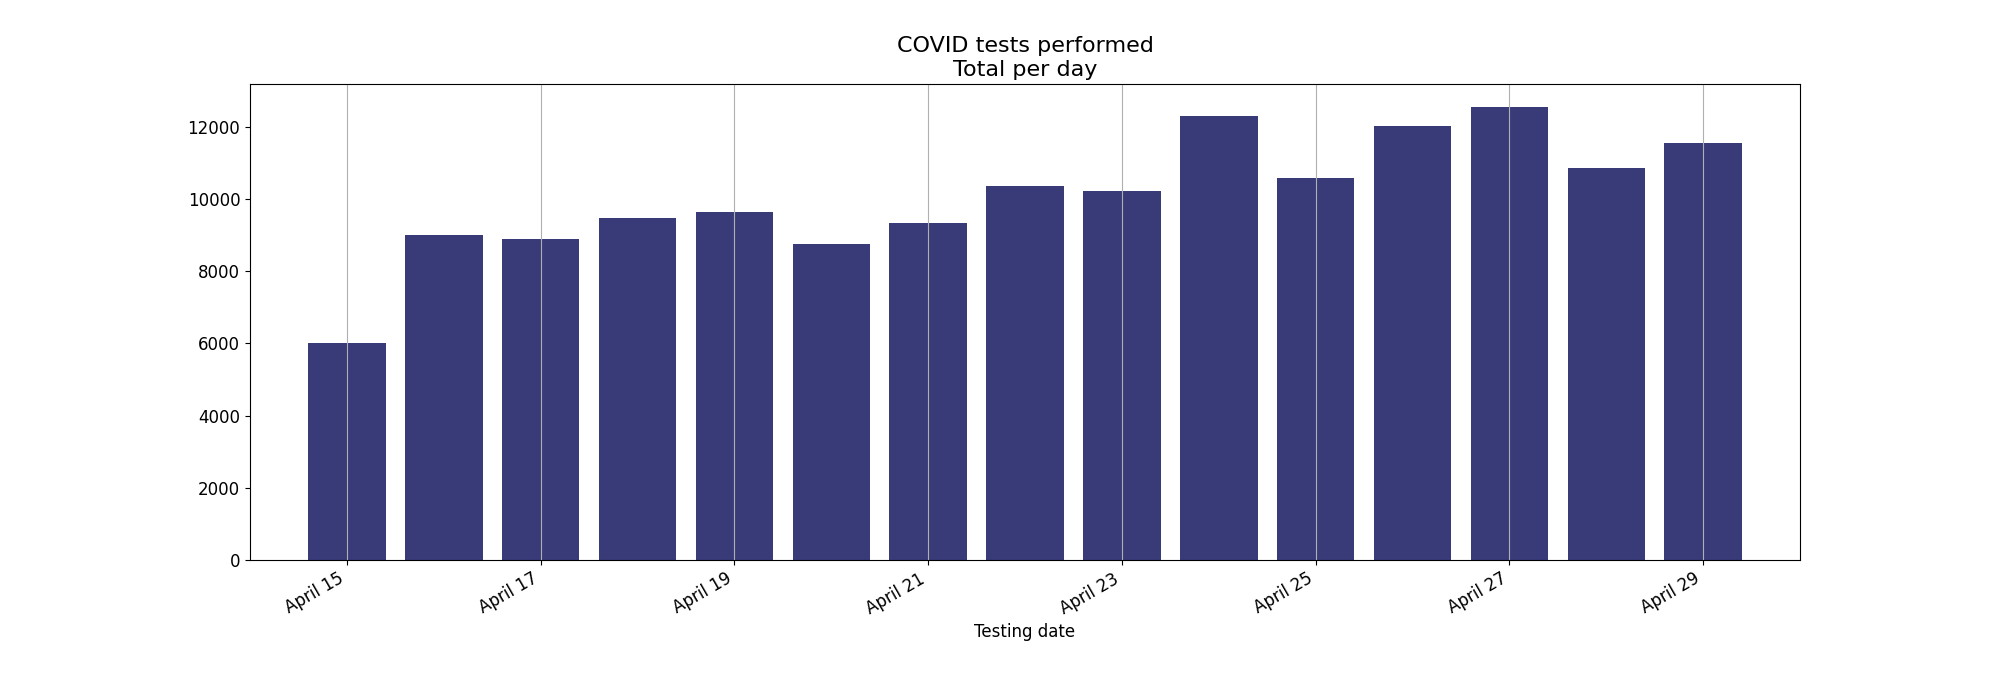 COVID tests performed
Total per day
12000
10000
8000
6000
4000
2000
0
April 15
April 17
April 19
April 21
April 23
April 25
April 27
April 29
Testing date